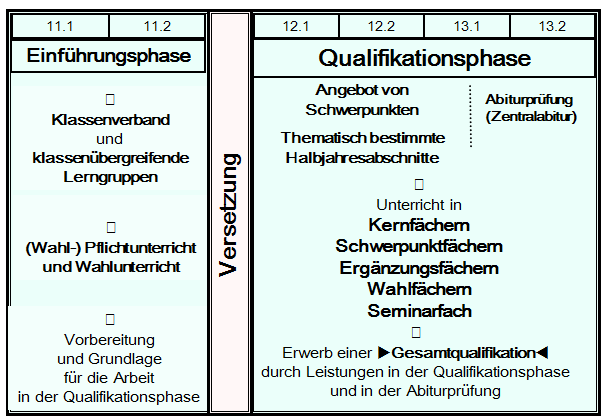 11.1 11.2
Einführungsphase
Klassenverband
und
klassenübergreifende
Lerngruppen
(Wahl-) Pflichtunterricht
und Wahlunterricht
Vorbereitung
und Grundlage
für die Arbeit
in der Qualifikationsphase
Versetzung
12.1 12.2 13.1 13.2
Qualifikationsphase
Angebot von
Schwerpunkten
Thematisch bestimmte
Halbjahresabschnitte
Abiturprüfung
(Zentralabitur)
Unterricht in
Kernfächern
Schwerpunktfächern
Ergänzungsfächern
Wahlfächern
Seminarfach
Erwerb einer ►Gesamtqualifikation◄
durch Leistungen in der Qualifikationsphase
und in der Abiturprüfung